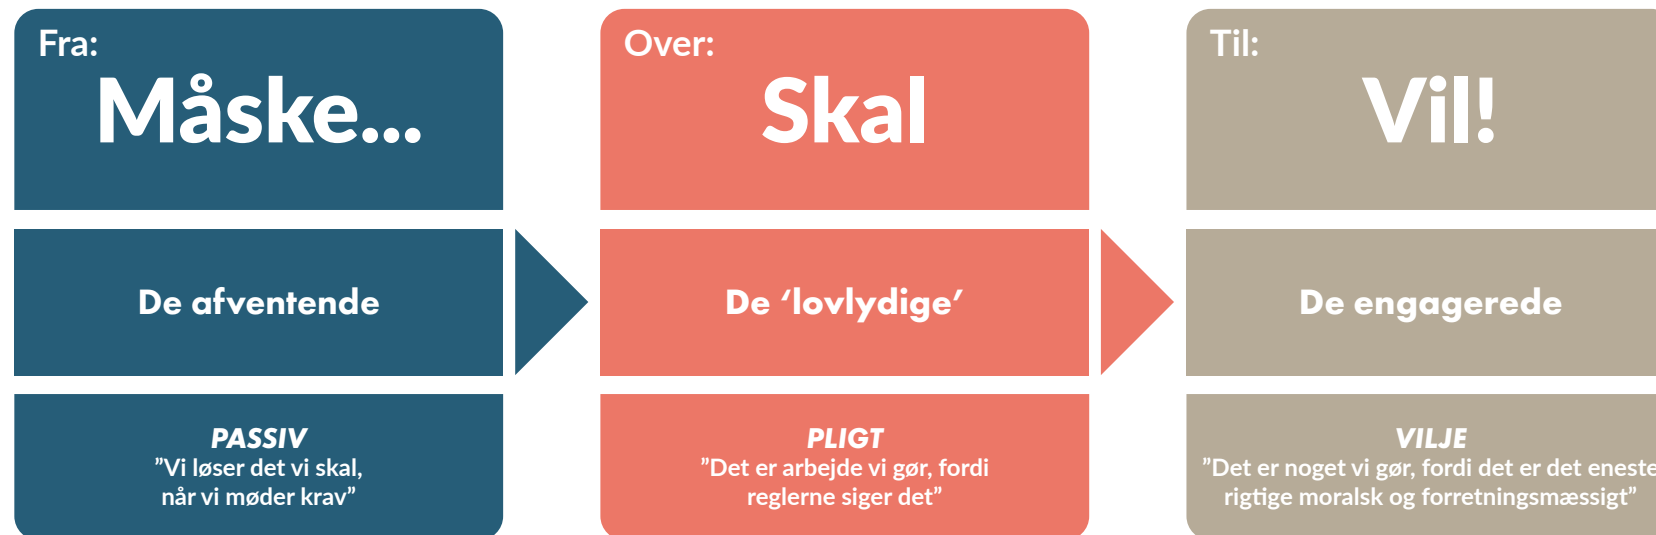 Fra:
Måske...
De afventende
PASSIV
”Vi løser det vi skal,
når vi møder krav”
Over:
Skal
De ‘lovlydige’
PLIGT
”Det er arbejde vi gør, fordi
reglerne siger det”
Til:
Vil!
De engagerede
VILJE
”Det er noget vi gør, fordi det er det eneste
rigtige moralsk og forretningsmæssigt”